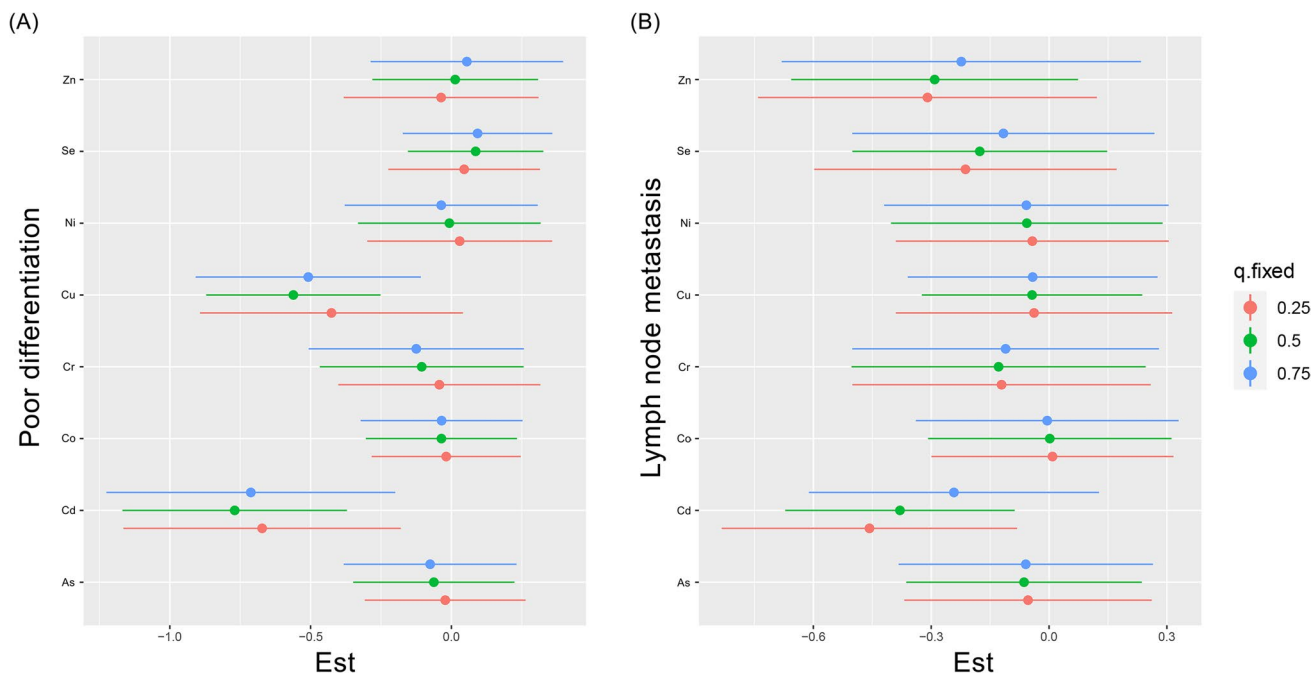 (A)
Poor differentiation
Zn
Se
Ni
Cu
Cr
Co
Cd
As
−1.0
−0.5
0.0
Est
(B)
Lymph node metastasis
Zn
Se
Ni
Cu
Cr
Co
Cd
As
−0.6
−0.3
0.0
0.3
Est
q.fixed
0.25
0.5
0.75